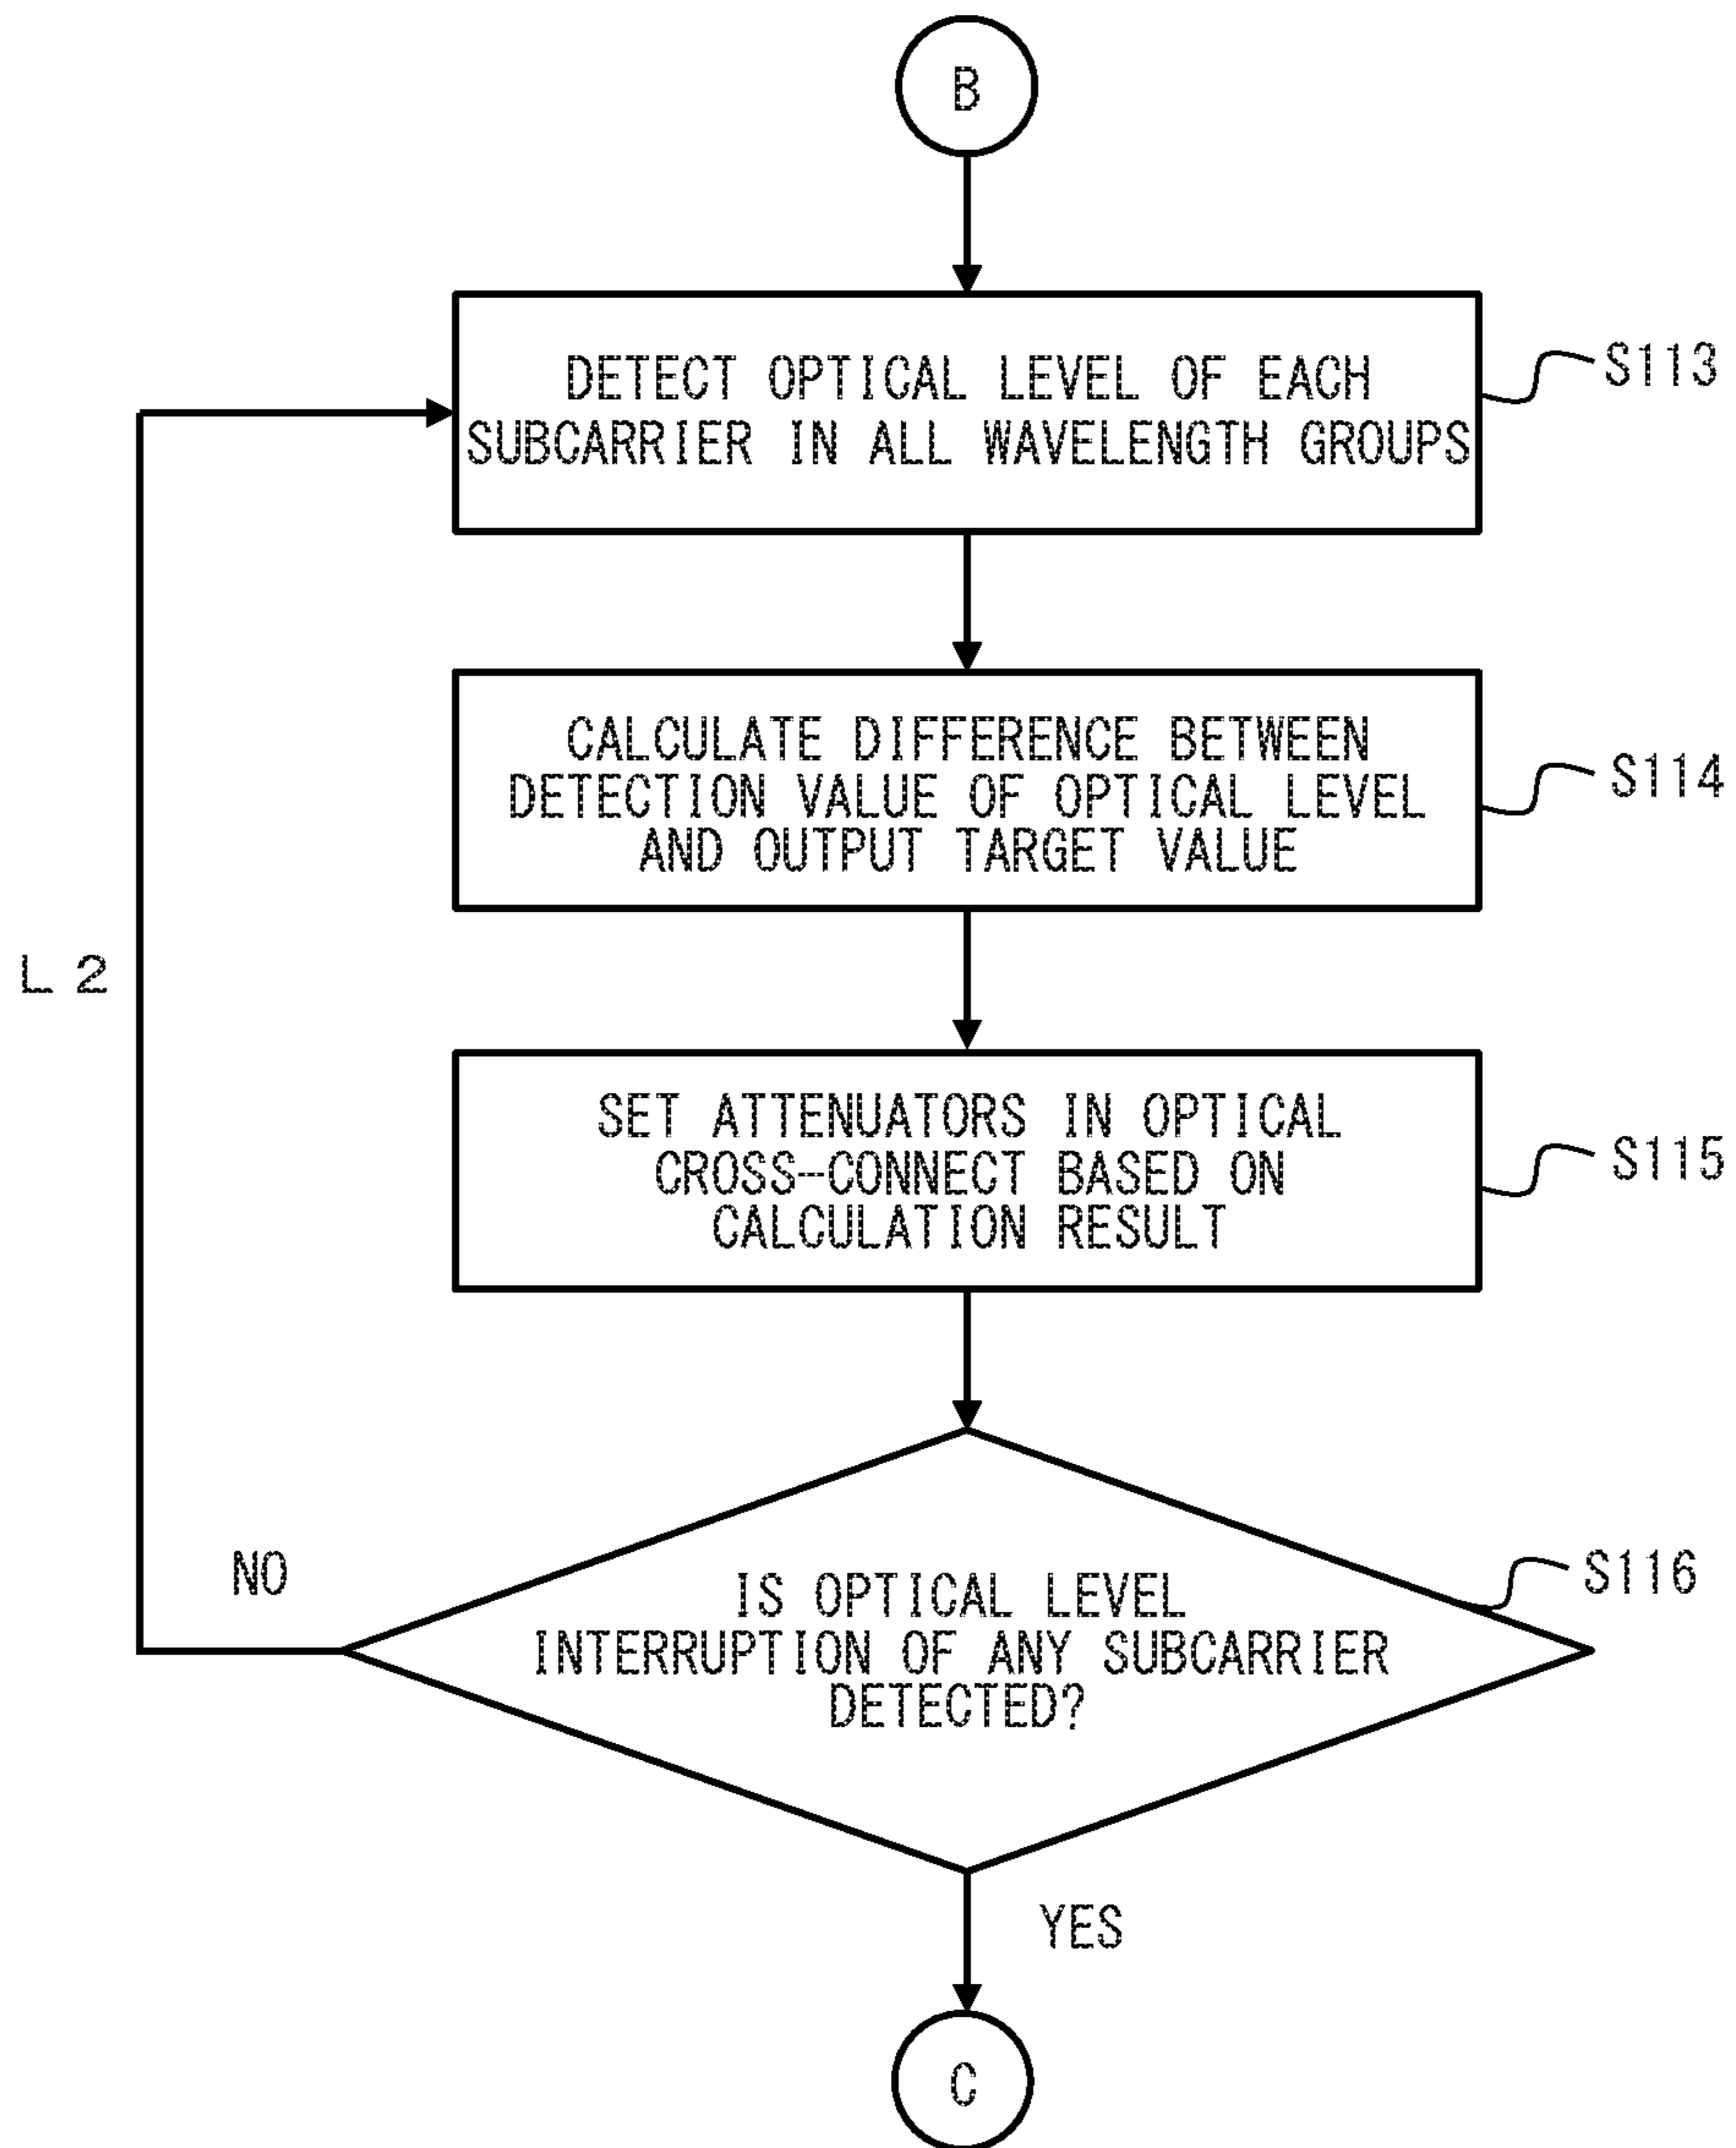 B
DETECT OPTICAL LEVEL OF EACH
SUBCARRIER IN ALL WAVELENGTH GROUPS
S113
CALCULATE DIFFERENCE BETWEEN
DETECTION VALUE OF OPTICAL LEVEL
AND OUTPUT TARGET VALUE
S114
L2
SET ATTENUATORS IN OPTICAL
CROSS-CONNECT BASED ON
CALCULATION RESULT
S115
NO
IS OPTICAL LEVEL
INTERRUPTION OF ANY SUBCARRIER
DETECTED?
S116
YES
C